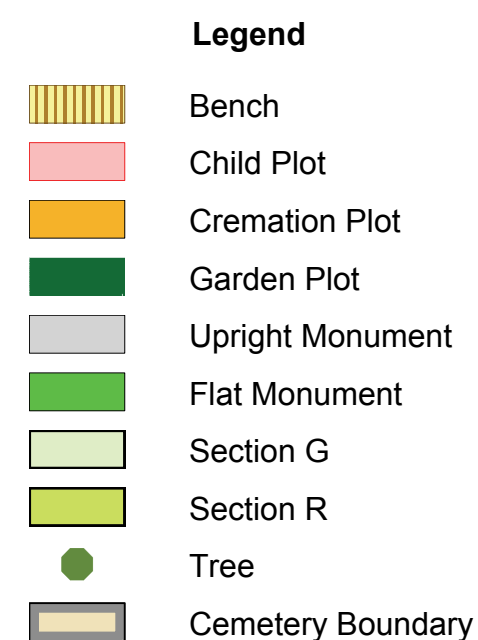 Legend
Bench
Child Plot
Cremation Plot
Garden Plot
Upright Monument
Flat Monument
Section G
Section R
Tree
Cemetery Boundary